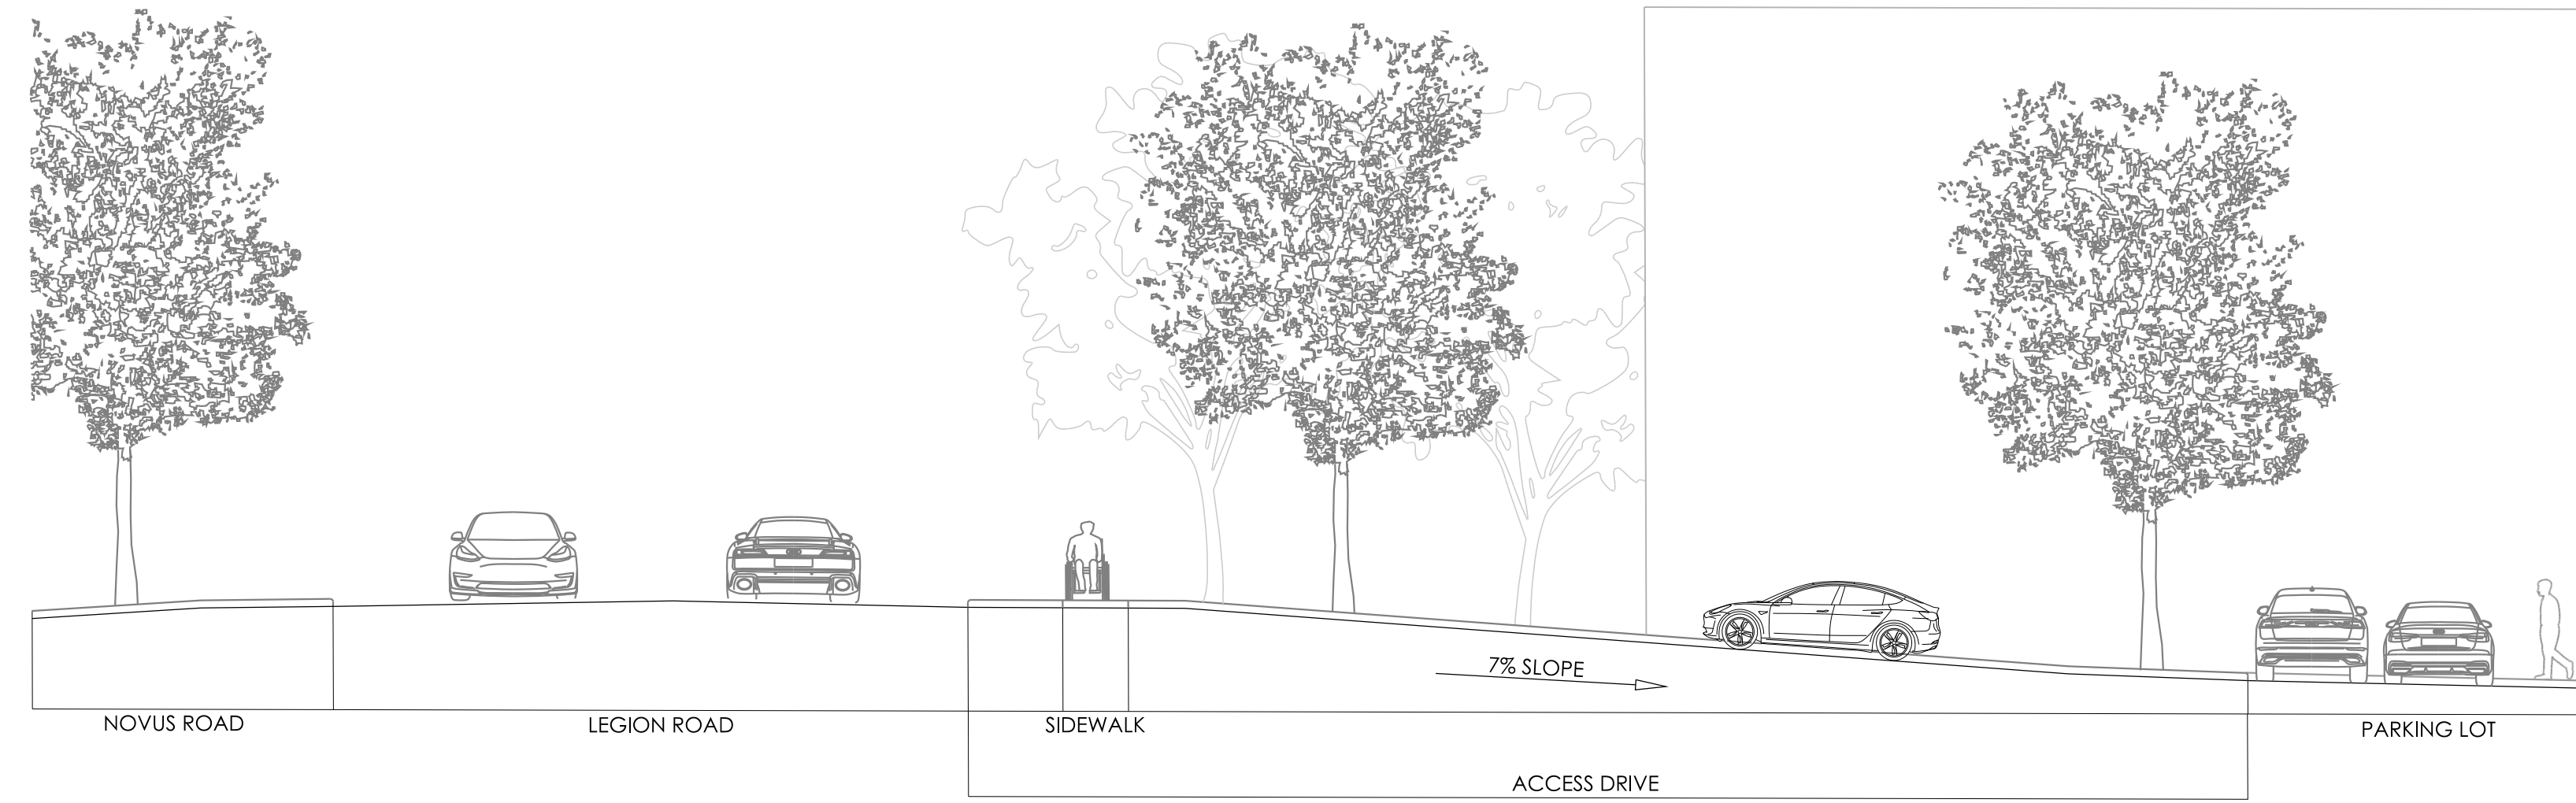 7% SLOPE
NOVUS ROAD
LEGION ROAD
SIDEWALK
PARKING LOT
ACCESS DRIVE